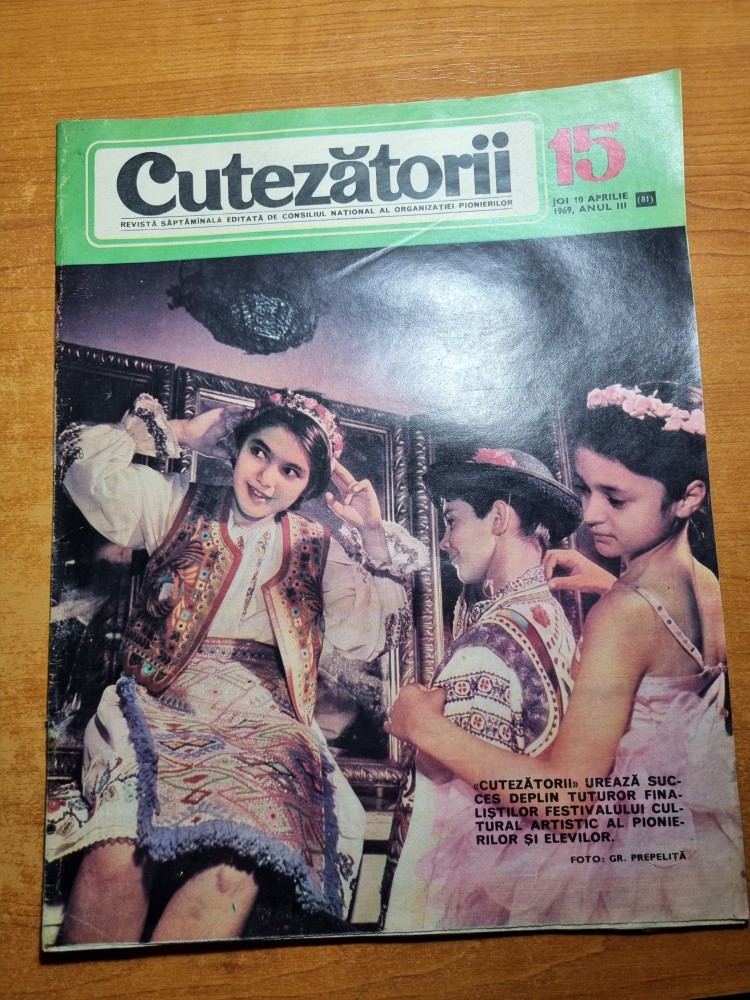 Cutezătorii
REVISTĂ SĂPTĂMÎNALĂ EDITATĂ DE CONSILIUL NAȚIONAL AL ORGANIZAȚIEI PIONIERILOR
15
JOI 10 APRILIE
1969, ANUL III (81)
«CUTEZĂTORII» UREAZĂ SUC-
CES DEPLIN TUTUROR FINA-
LIȘTILOR FESTIVALULUI CUL-
TURAL ARTISTIC AL PIONIE-
RILOR ȘI ELEVILOR.
FOTO: GR. PREPELIȚĂ